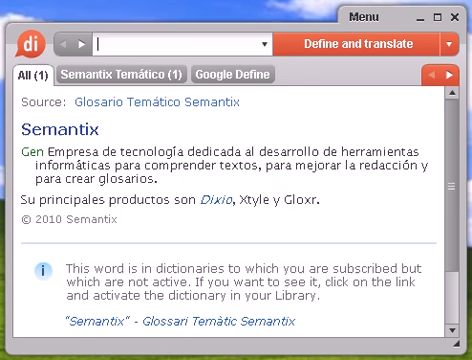 Menu
di
Define and translate
All (1) Semantix Temático (1) Google Define
Source: Glosario Temático Semantix
Semantix
Gen Empresa de tecnología dedicada al desarrollo de herramientas
informáticas para comprender textos, para mejorar la redacción y
para crear glosarios.
Su principales productos son Dixio, Xtyle y Gloxr.
© 2010 Semantix
i
This word is in dictionaries to which you are subscribed but
which are not active. If you want to see it, click on the link
and activate the dictionary in your Library.
"Semantix" - Glossari Temàtic Semantix